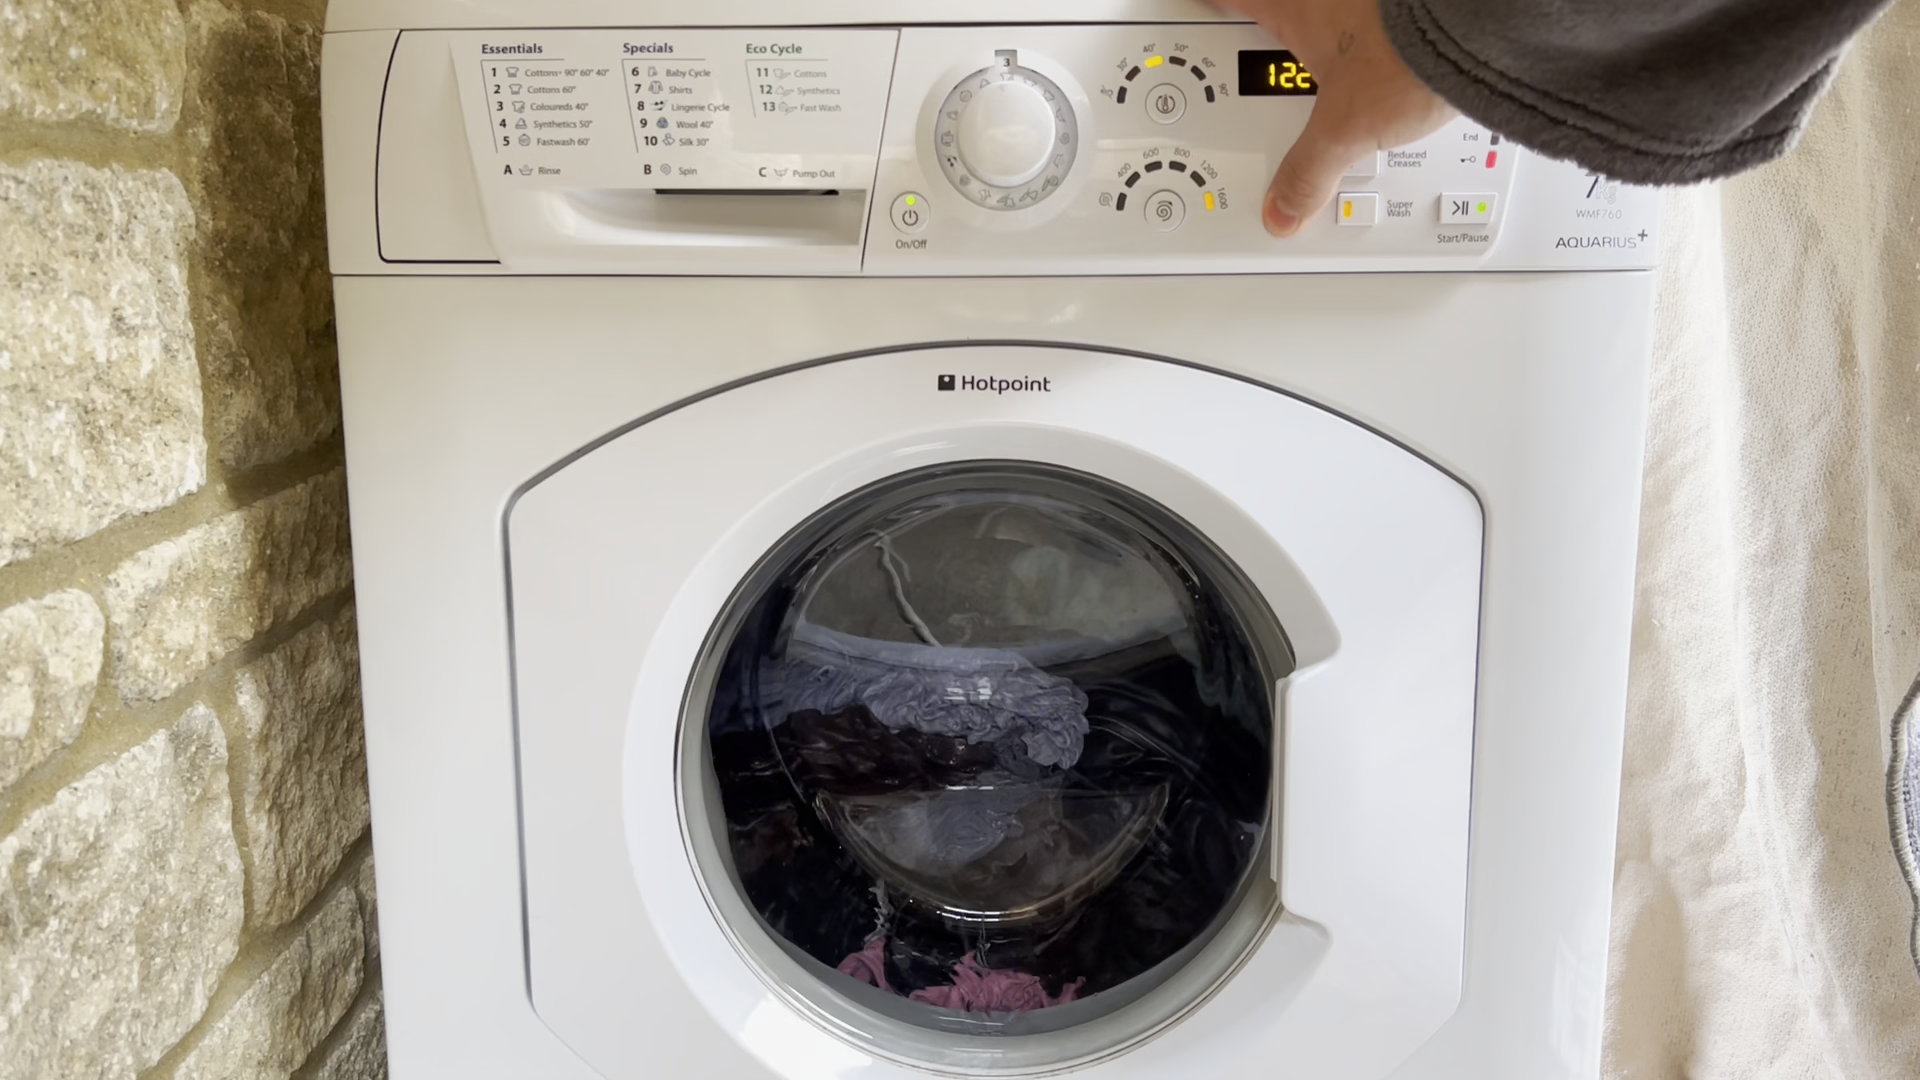 Essentials
1 Cottons+ 90° 60° 40°
2 Cottons 60°
3 Coloureds 40°
4 Synthetics 50°
5 Fastwash 60°
A Rinse
Specials
6 Baby Cycle
7 Shirts
8 Lingerie Cycle
9 Wool 40°
10 Silk 30°
B Spin
Eco Cycle
11 Cottons
12 Synthetics
13 Fast Wash
C Pump Out
On/Off
3
30° 40° 50° 60° 90°
400 600 800 1200 1600
122
End
Reduced
Creases
Super
Wash
Start/Pause
7
Kg
WMF760
AQUARIUS+
Hotpoint